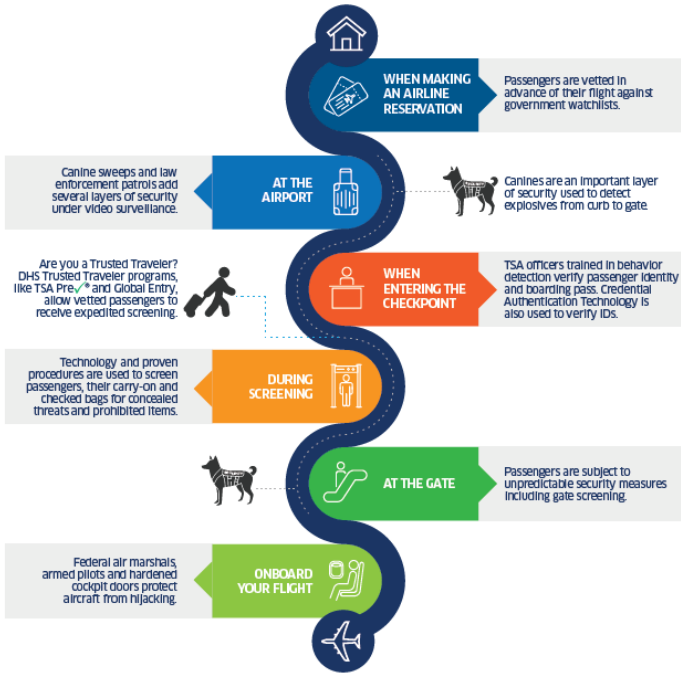 WHEN MAKING
AN AIRLINE
RESERVATION
Passengers are vetted in
advance of their flight against
government watchlists.
Canine sweeps and law
enforcement patrols add
several layers of security
under video surveillance.
AT THE
AIRPORT
Canines are an important layer
of security used to detect
explosives from curb to gate.
Are you a Trusted Traveler?
DHS Trusted Traveler programs,
like TSA Pre✓® and Global Entry,
allow vetted passengers to
receive expedited screening.
WHEN
ENTERING THE
CHECKPOINT
TSA officers trained in behavior
detection verify passenger identity
and boarding pass. Credential
Authentication Technology is
also used to verify IDs.
Technology and proven
procedures are used to screen
passengers, their carry-on and
checked bags for concealed
threats and prohibited items.
DURING
SCREENING
AT THE GATE
Passengers are subject to
unpredictable security measures
including gate screening.
Federal air marshals,
armed pilots and hardened
cockpit doors protect
aircraft from hijacking.
ONBOARD
YOUR FLIGHT